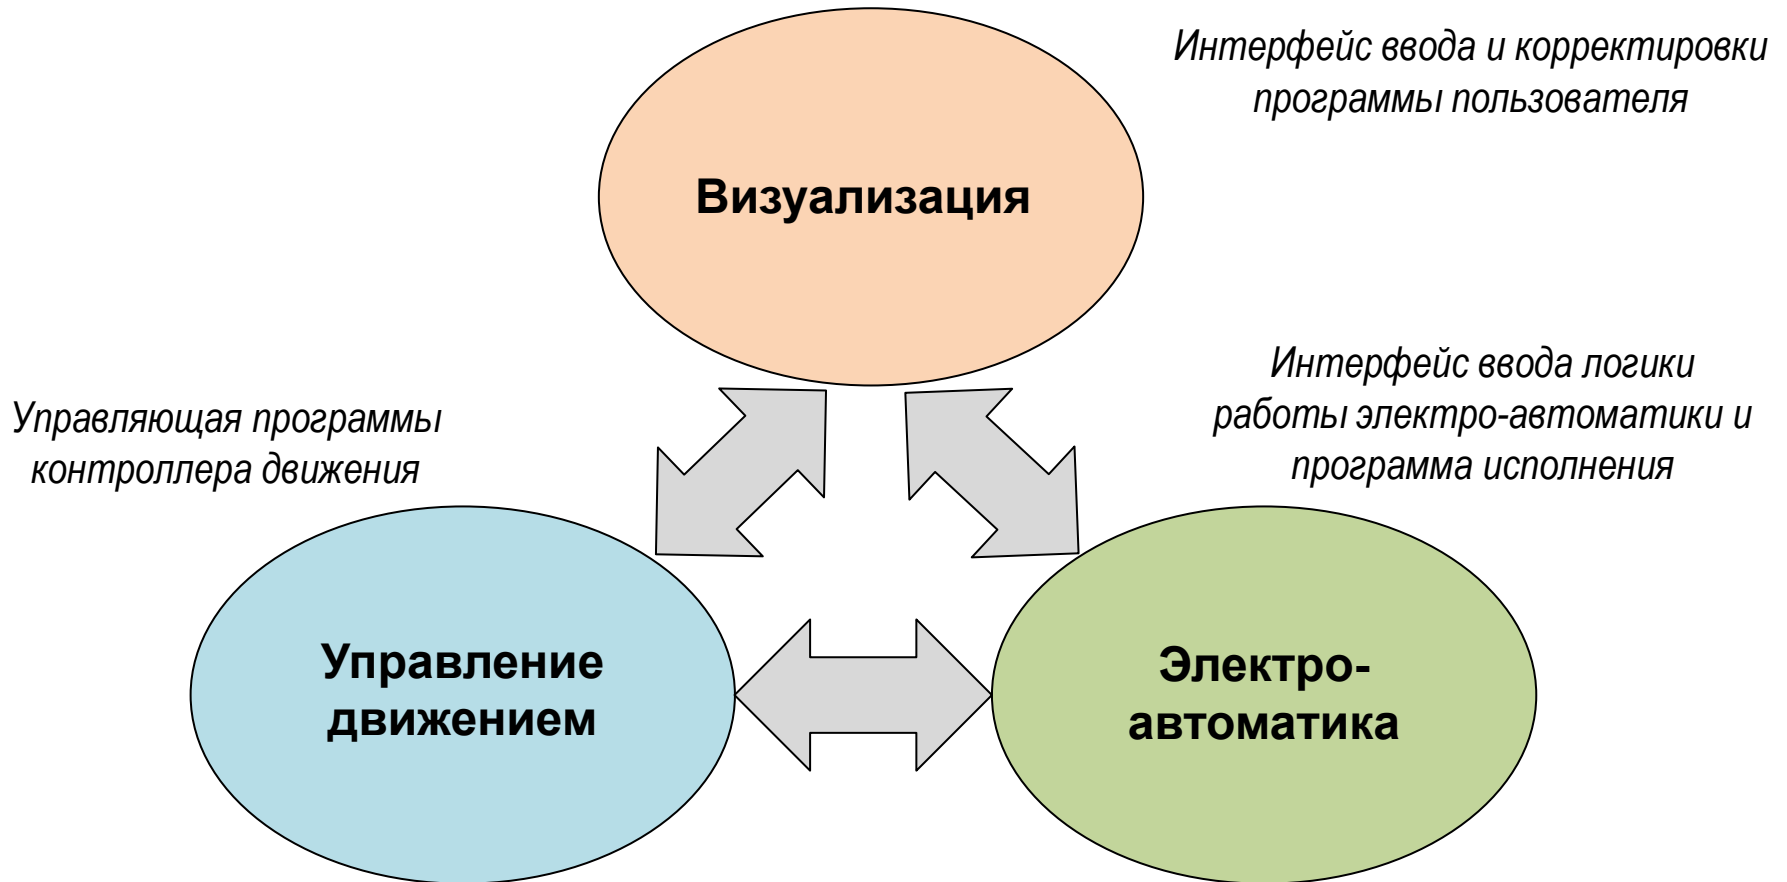 Интерфейс ввода и корректировки
программы пользователя
Визуализация
Интерфейс ввода логики
работы электро-автоматики и
программа исполнения
Управляющая программы
контроллера движения
Управление
движением
Электро-
автоматика